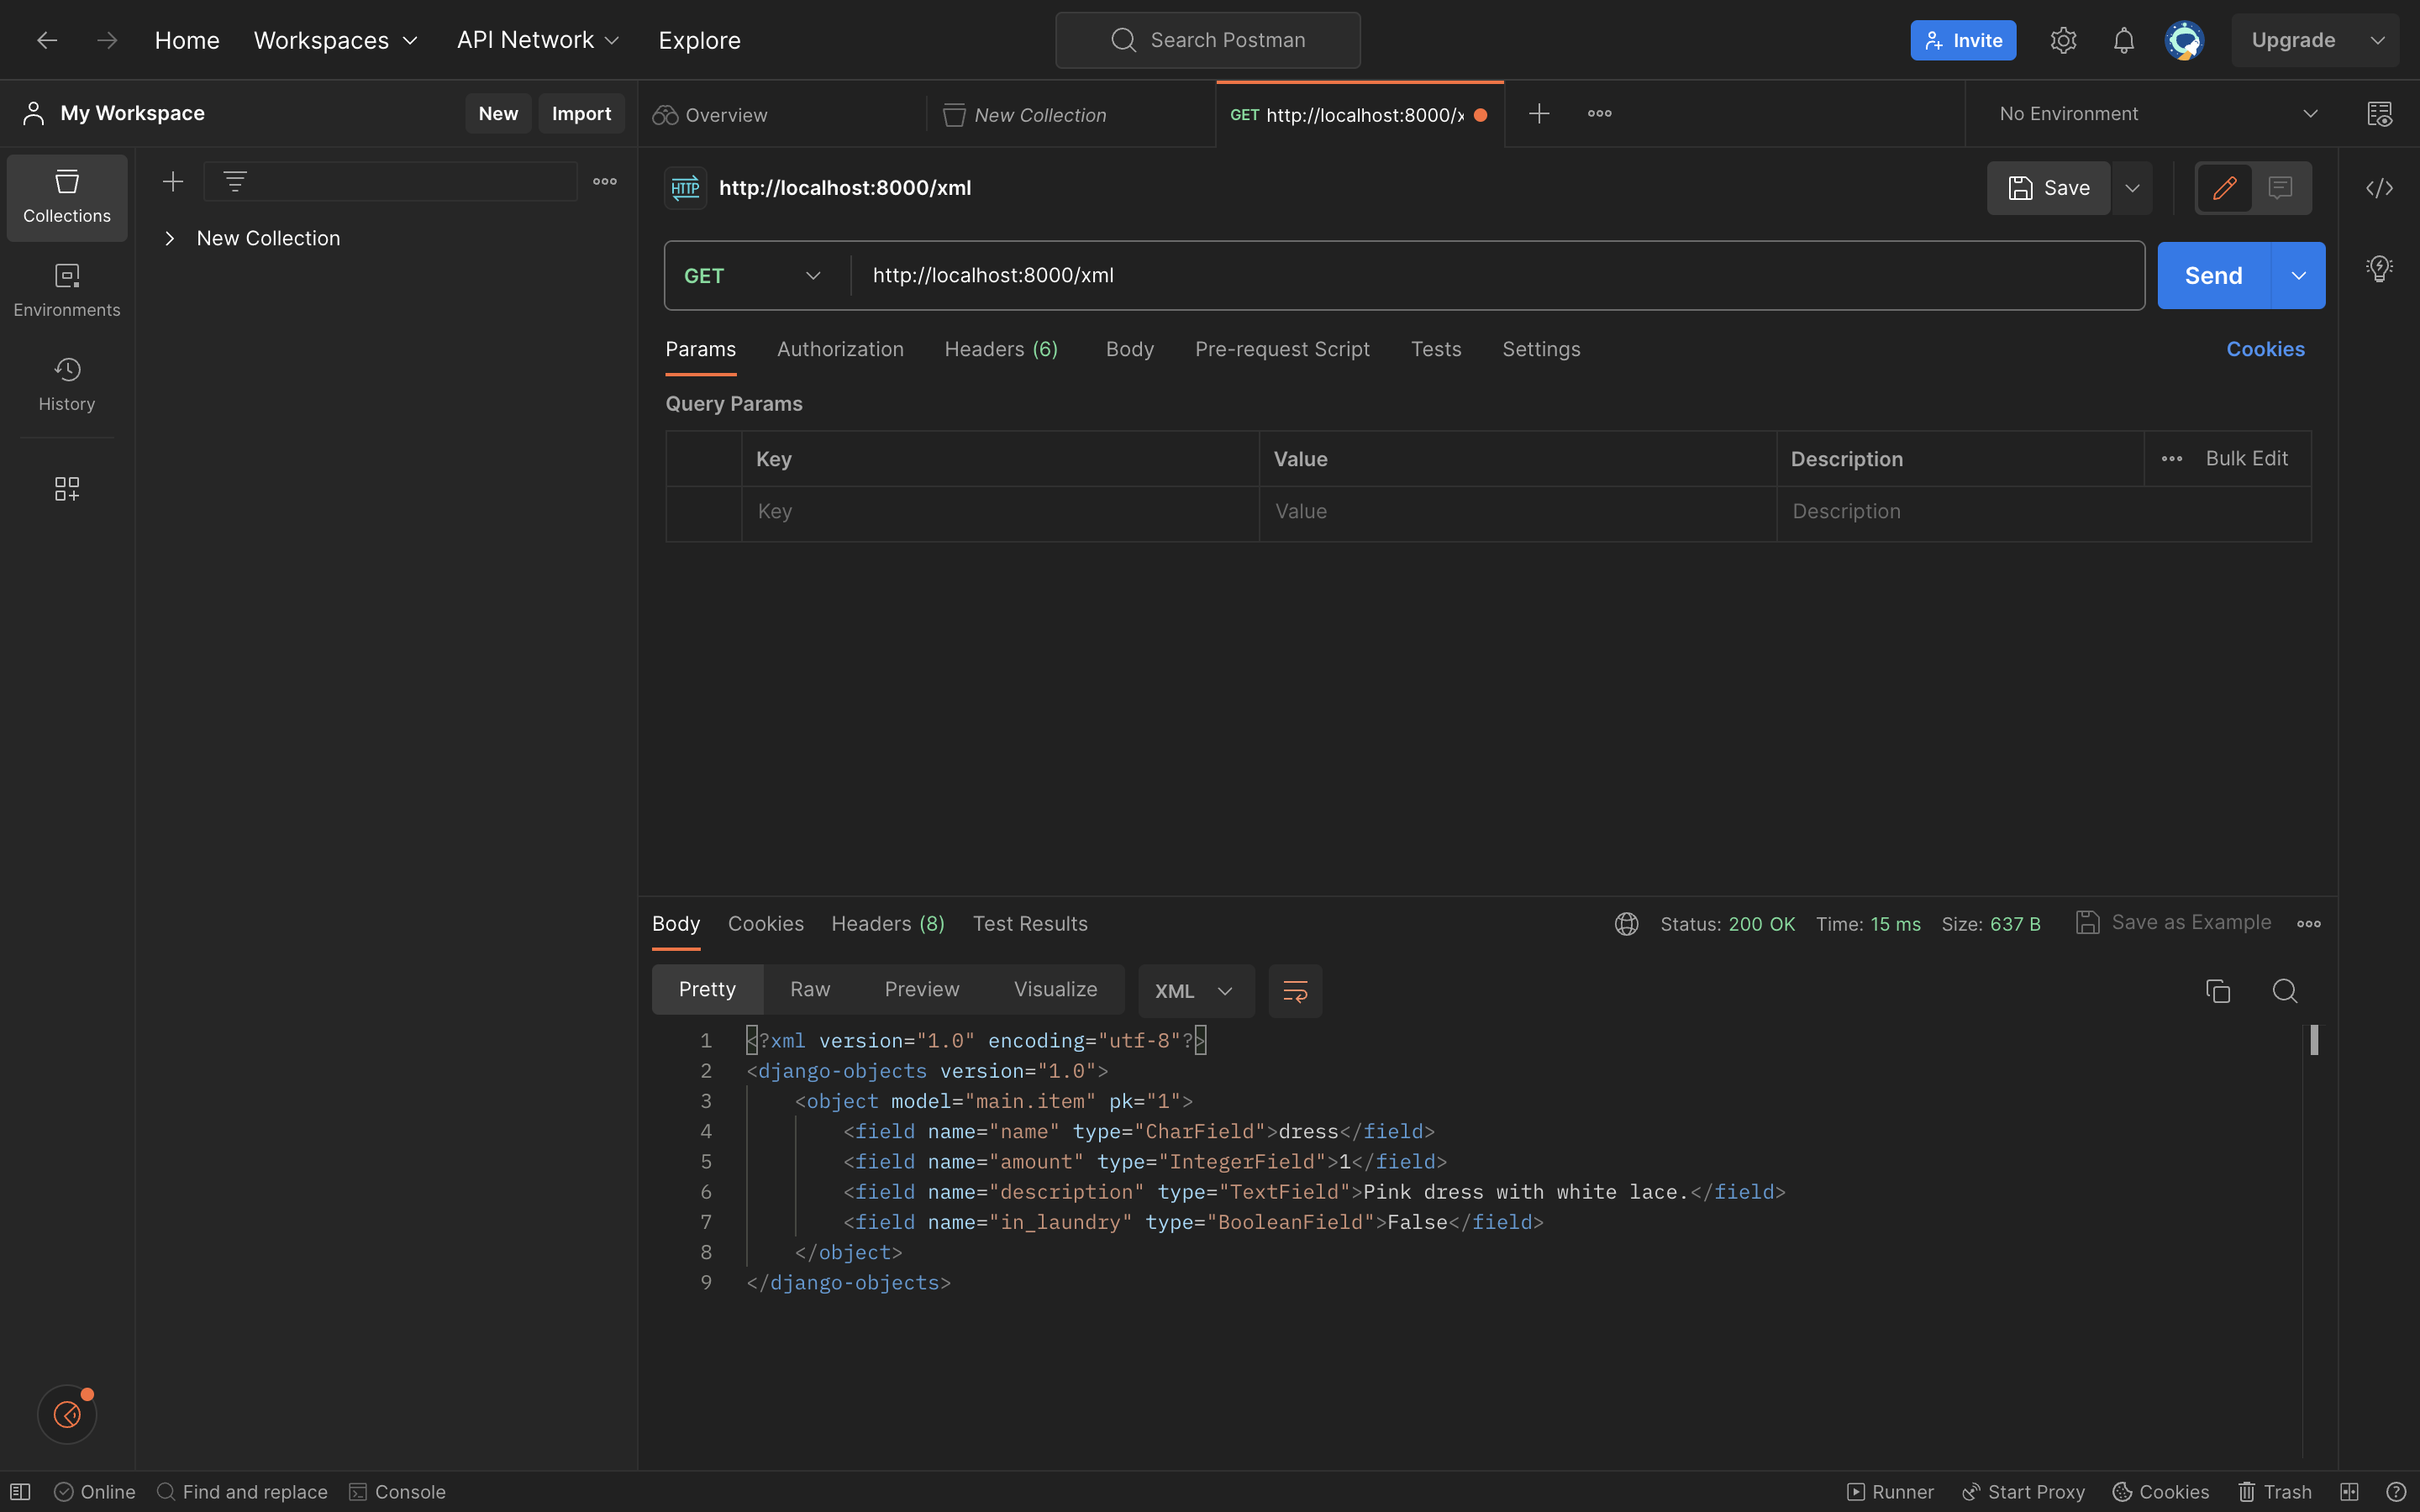 Home Workspaces API Network Explore Search Postman Invite Upgrade
My Workspace New Import Overview New Collection GET http://localhost:8000/x No Environment
Collections
New Collection
Environments
History
HTTP http://localhost:8000/xml Save
GET http://localhost:8000/xml Send
Params Authorization Headers (6) Body Pre-request Script Tests Settings Cookies
Query Params
Key Value Description Bulk Edit
Key Value Description
Body Cookies Headers (8) Test Results Status: 200 OK Time: 15 ms Size: 637 B Save as Example
Pretty Raw Preview Visualize XML
1 <?xml version="1.0" encoding="utf-8"?>
2 <django-objects version="1.0">
3 <object model="main.item" pk="1">
4 <field name="name" type="CharField">dress</field>
5 <field name="amount" type="IntegerField">1</field>
6 <field name="description" type="TextField">Pink dress with white lace.</field>
7 <field name="in_laundry" type="BooleanField">False</field>
8 </object>
9 </django-objects>
Online Find and replace Console Runner Start Proxy Cookies Trash